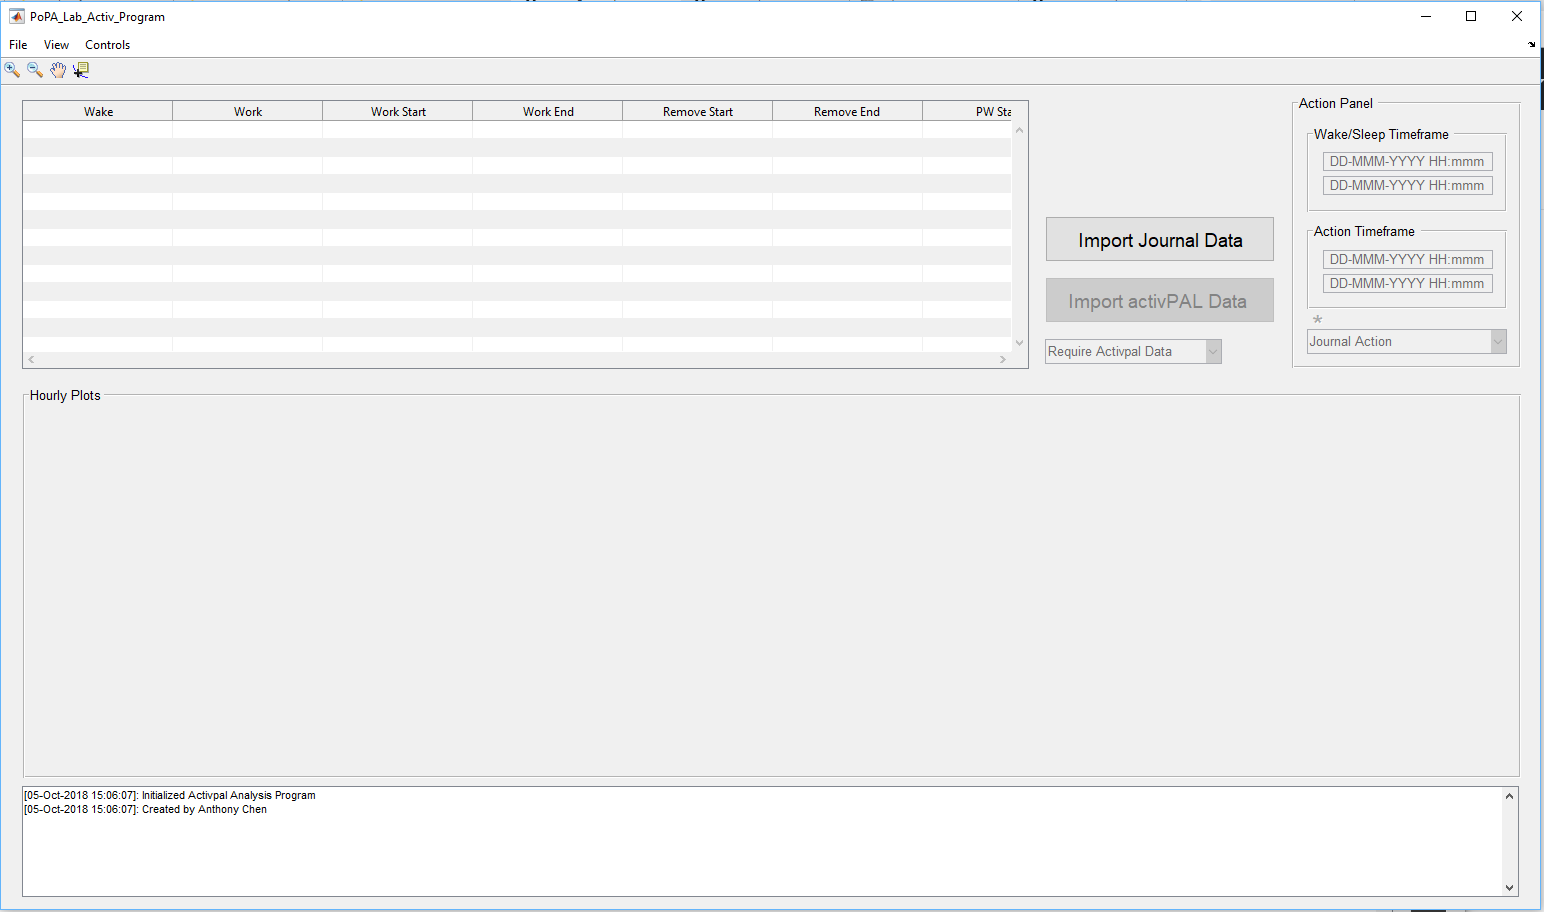 PoPA_Lab_Activ_Program
File View Controls
Wake Work Work Start Work End Remove Start Remove End PW Sta
Action Panel
Wake/Sleep Timeframe
DD-MMM-YYYY HH:mmm
DD-MMM-YYYY HH:mmm
Import Journal Data
Action Timeframe
DD-MMM-YYYY HH:mmm
DD-MMM-YYYY HH:mmm
Import activPAL Data
*
Journal Action
Require Activpal Data
Hourly Plots
[05-Oct-2018 15:06:07]: Initialized Activpal Analysis Program
[05-Oct-2018 15:06:07]: Created by Anthony Chen